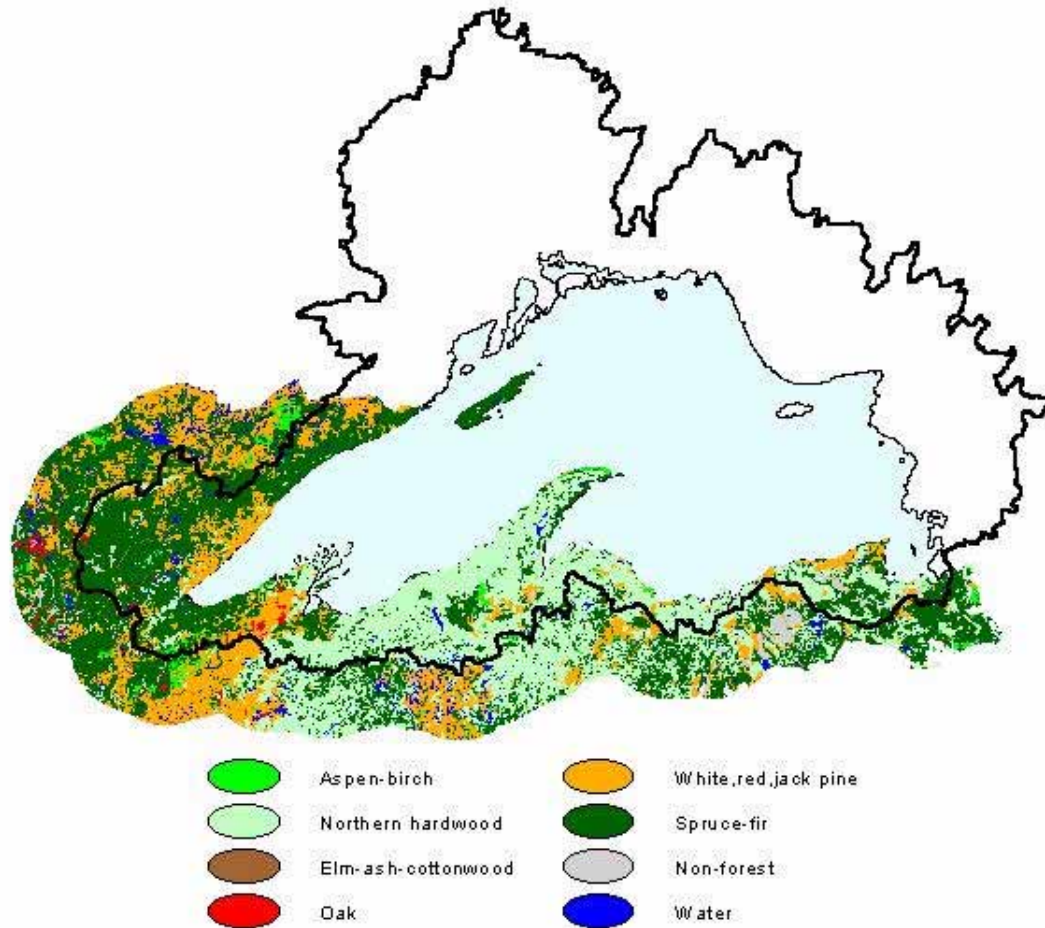 Aspen-birch
Northern hardwood
Elm-ash-cottonwood
Oak
White,red,jack pine
Spruce-fir
Non-forest
Water